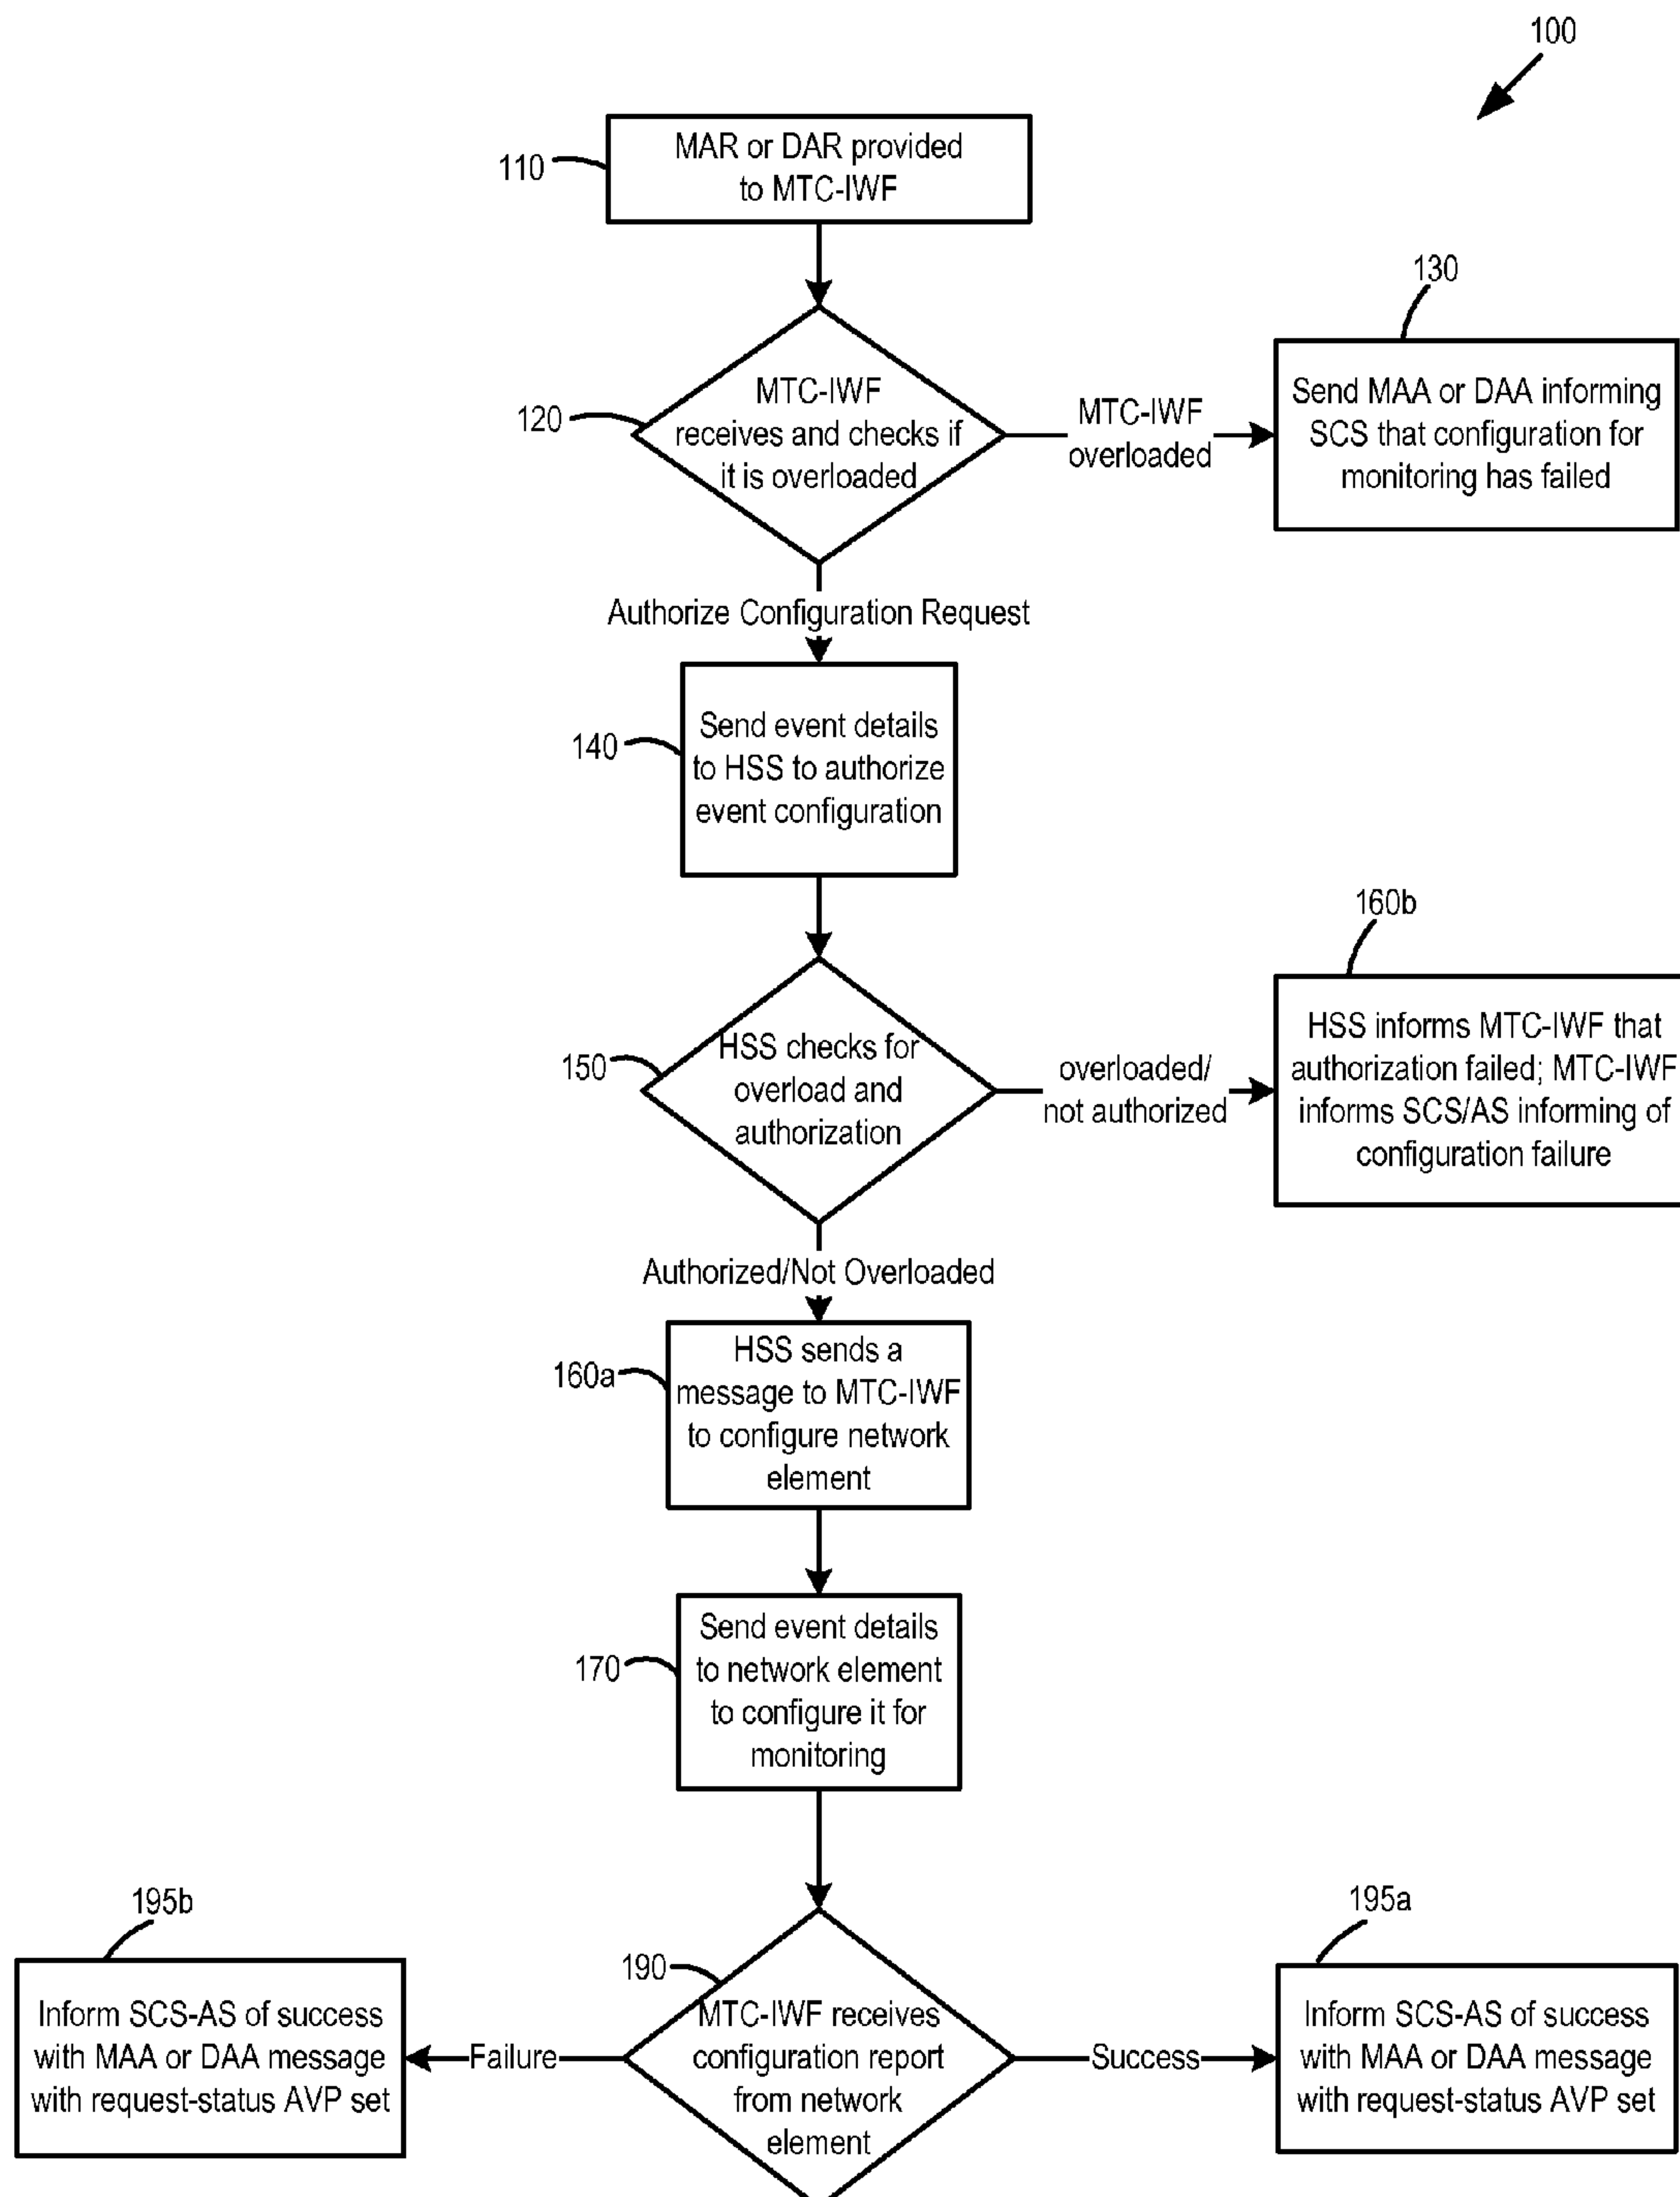 100
110
MAR or DAR provided
to MTC-IWF
120
MTC-IWF
receives and checks if
it is overloaded
MTC-IWF
overloaded
130
Send MAA or DAA informing
SCS that configuration for
monitoring has failed
Authorize Configuration Request
140
Send event details
to HSS to authorize
event configuration
150
HSS checks for
overload and
authorization
overloaded/
not authorized
160b
HSS informs MTC-IWF that
authorization failed; MTC-IWF
informs SCS/AS informing of
configuration failure
Authorized/Not Overloaded
160a
HSS sends a
message to MTC-IWF
to configure network
element
170
Send event details
to network element
to configure it for
monitoring
190
MTC-IWF receives
configuration report
from network
element
Failure
195b
Inform SCS-AS of success
with MAA or DAA message
with request-status AVP set
Success
195a
Inform SCS-AS of success
with MAA or DAA message
with request-status AVP set